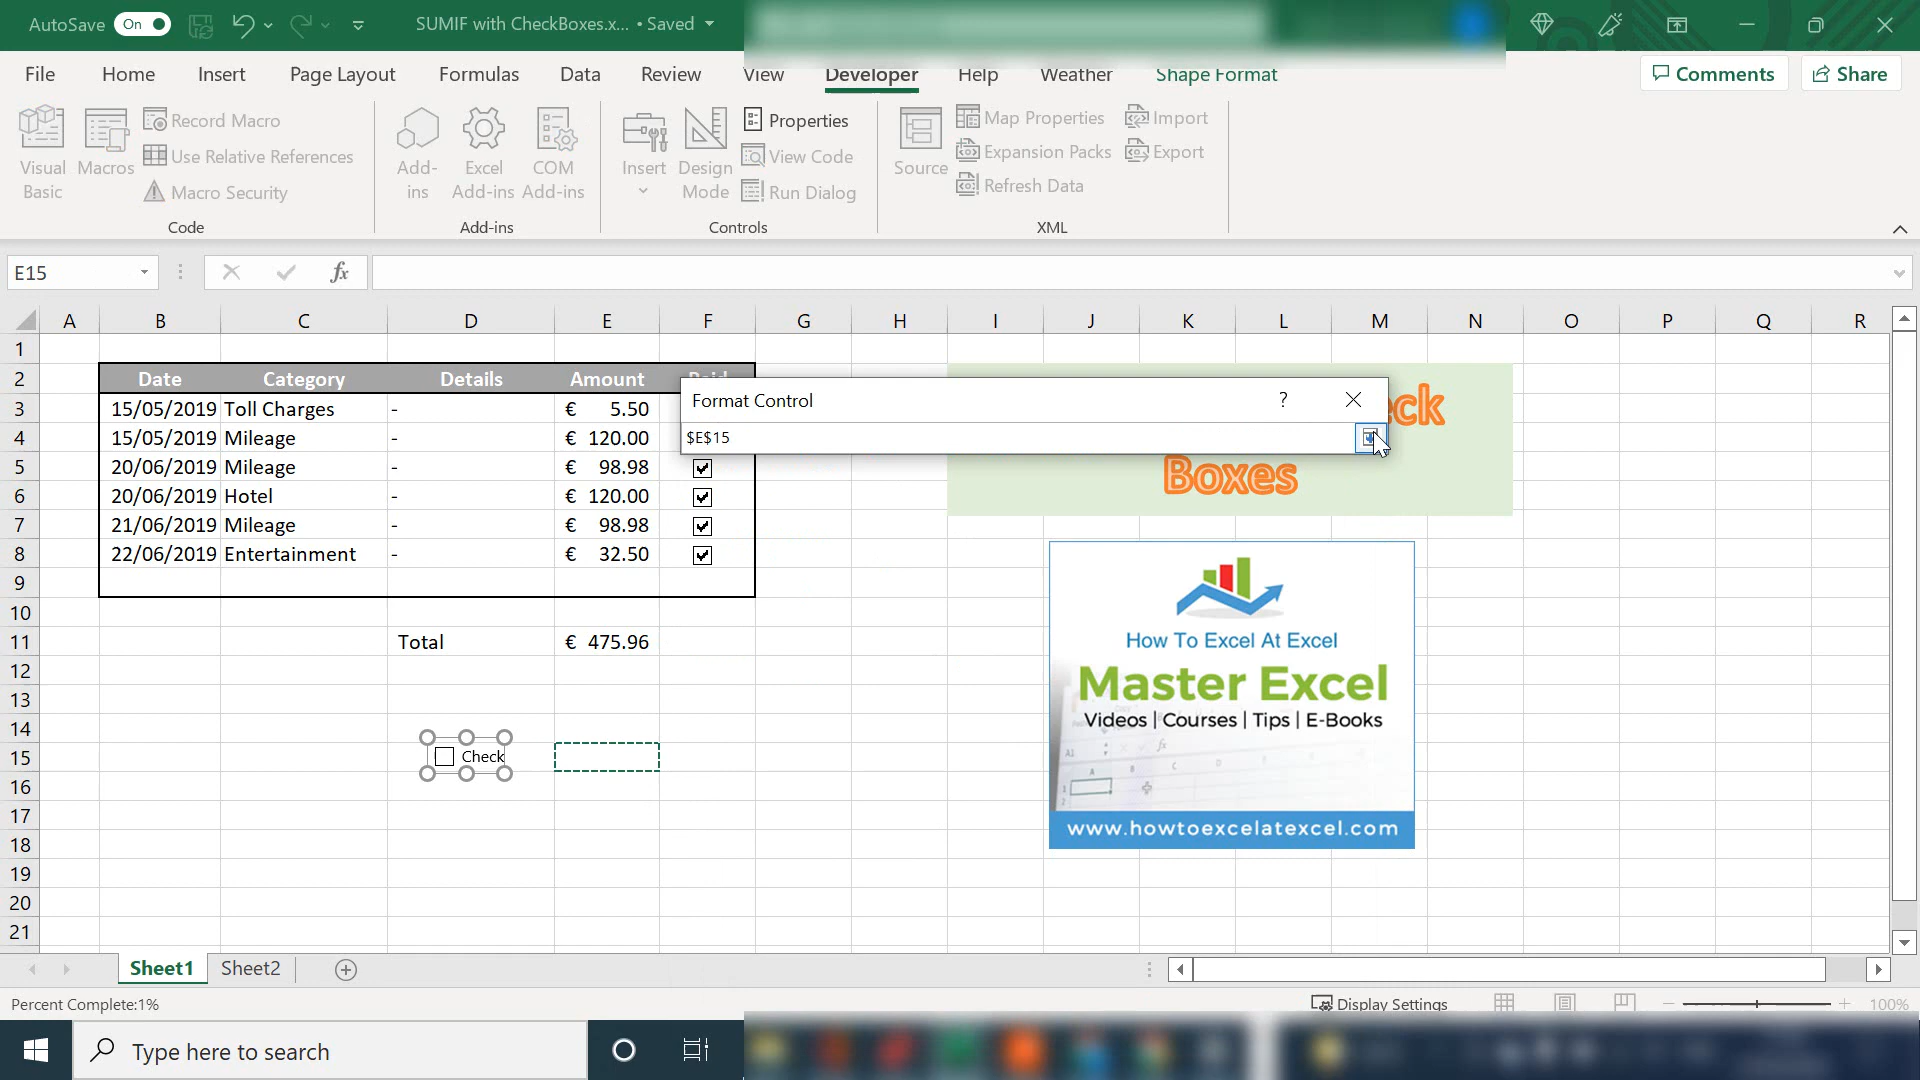 AutoSave On SUMIF with CheckBoxes.x... • Saved
File Home Insert Page Layout Formulas Data Review View Developer Help Weather Shape Format Comments Share
Visual Basic
Macros
Record Macro
Use Relative References
Macro Security
Code
Add-ins
Excel Add-ins
COM Add-ins
Add-ins
Insert
Design Mode
Properties
View Code
Run Dialog
Controls
Source
Map Properties
Expansion Packs
Refresh Data
Import
Export
XML
E15 fx
A B C D E F G H I J K L M N O P Q R
1
2 Date Category Details Amount
3 15/05/2019 Toll Charges - € 5.50
4 15/05/2019 Mileage - € 120.00
5 20/06/2019 Mileage - € 98.98
6 20/06/2019 Hotel - € 120.00
7 21/06/2019 Mileage - € 98.98
8 22/06/2019 Entertainment - € 32.50
9
10
11 Total € 475.96
12
13
14
15 Check
16
17
18
19
20
21
Format Control ?
$E$15
eck
Boxes
How To Excel At Excel
Master Excel
Videos | Courses | Tips | E-Books
www.howtoexcelatexcel.com
Sheet1 Sheet2
Percent Complete:1% Display Settings 100%
Type here to search